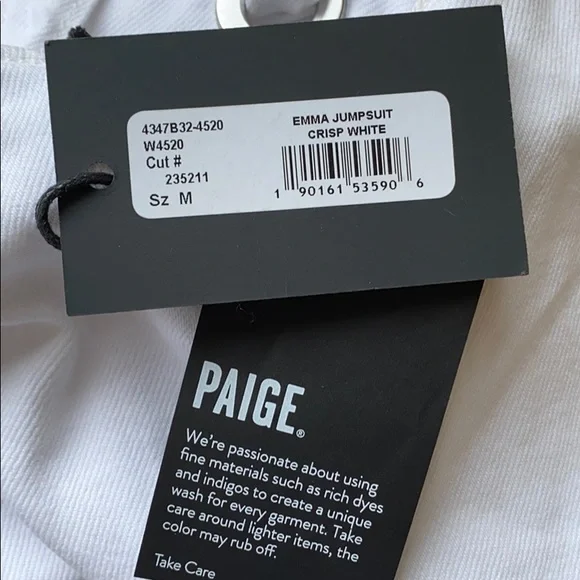 4347B32-4520
W4520
Cut #
235211
Sz M
EMMA JUMPSUIT
CRISP WHITE
1 90161 53590 6
PAIGE®
We're passionate about using
fine materials such as rich dyes
and indigos to create a unique
wash for every garment. Take
care around lighter items, the
color may rub off.
Take Care